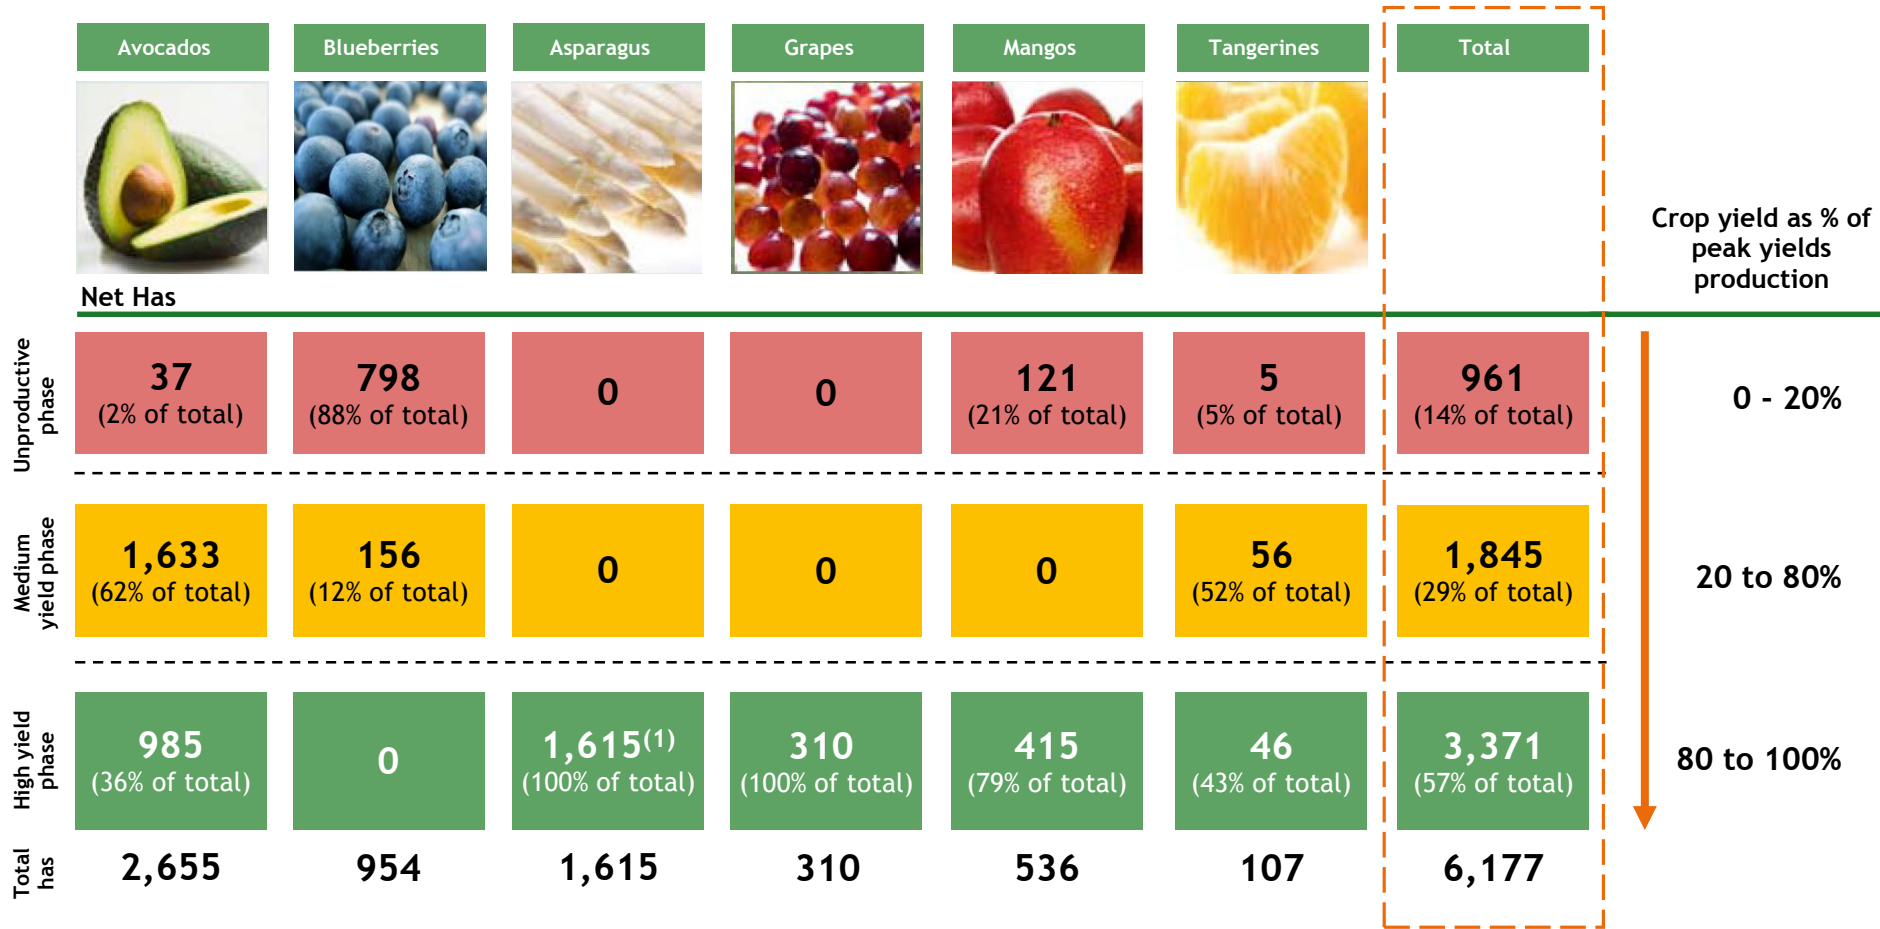 Avocados
Blueberries
Asparagus
Grapes
Mangos
Tangerines
Total
Crop yield as % of
peak yields
production
Net Has
Unproductive
phase
37
(2% of total)
798
(88% of total)
0
0
121
(21% of total)
5
(5% of total)
961
(14% of total)
0 - 20%
Medium
yield phase
1,633
(62% of total)
156
(12% of total)
0
0
0
56
(52% of total)
1,845
(29% of total)
20 to 80%
High yield
phase
985
(36% of total)
0
1,615(1)
(100% of total)
310
(100% of total)
415
(79% of total)
46
(43% of total)
3,371
(57% of total)
80 to 100%
Total
has
2,655
954
1,615
310
536
107
6,177